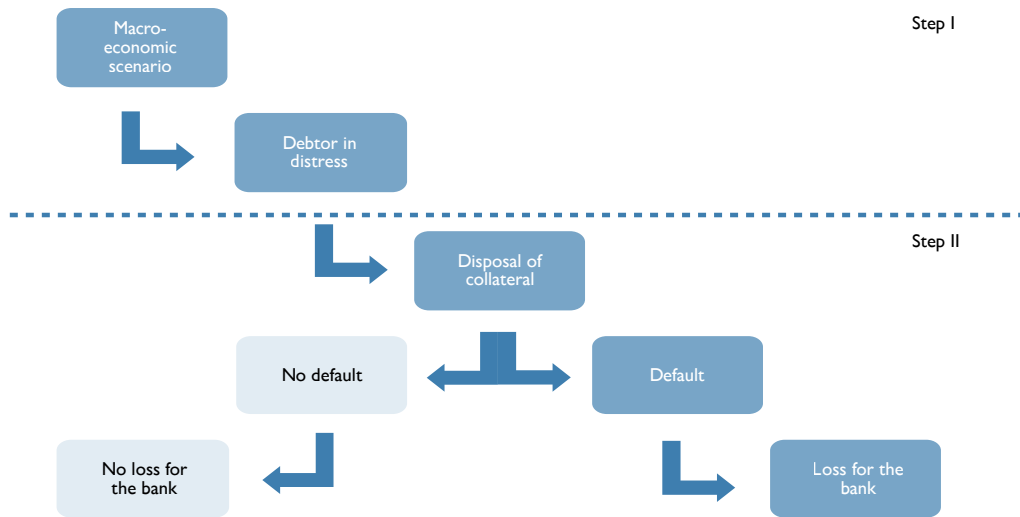 Macro-
economic
scenario
Step I
Debtor in
distress
Step II
Disposal of
collateral
No default
Default
No loss for
the bank
Loss for the
bank